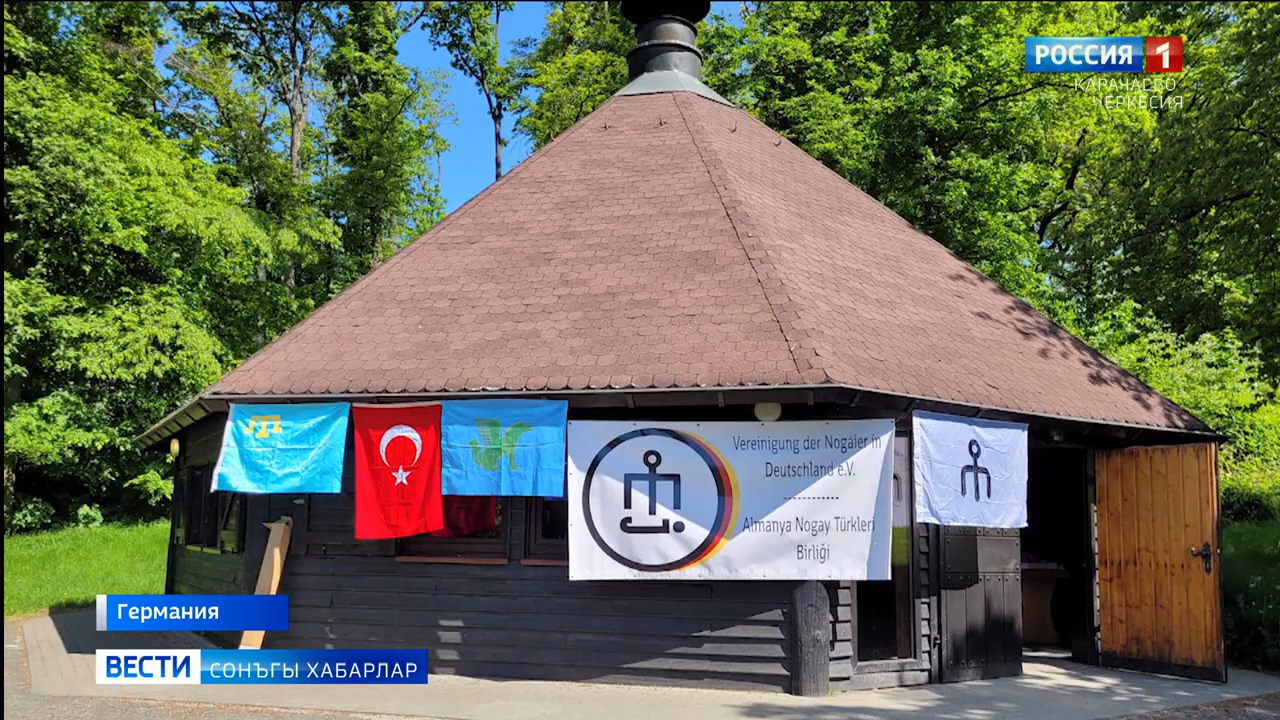 РОССИЯ 1
КАРАЧАЕВО
ЧЕРКЕСИЯ
Vereinigung der Nogaier in
Deutschland e.V.
------------
Almanya Nogay Türkleri
Birliği
Германия
ВЕСТИ СОНЪГЫ ХАБАРЛАР